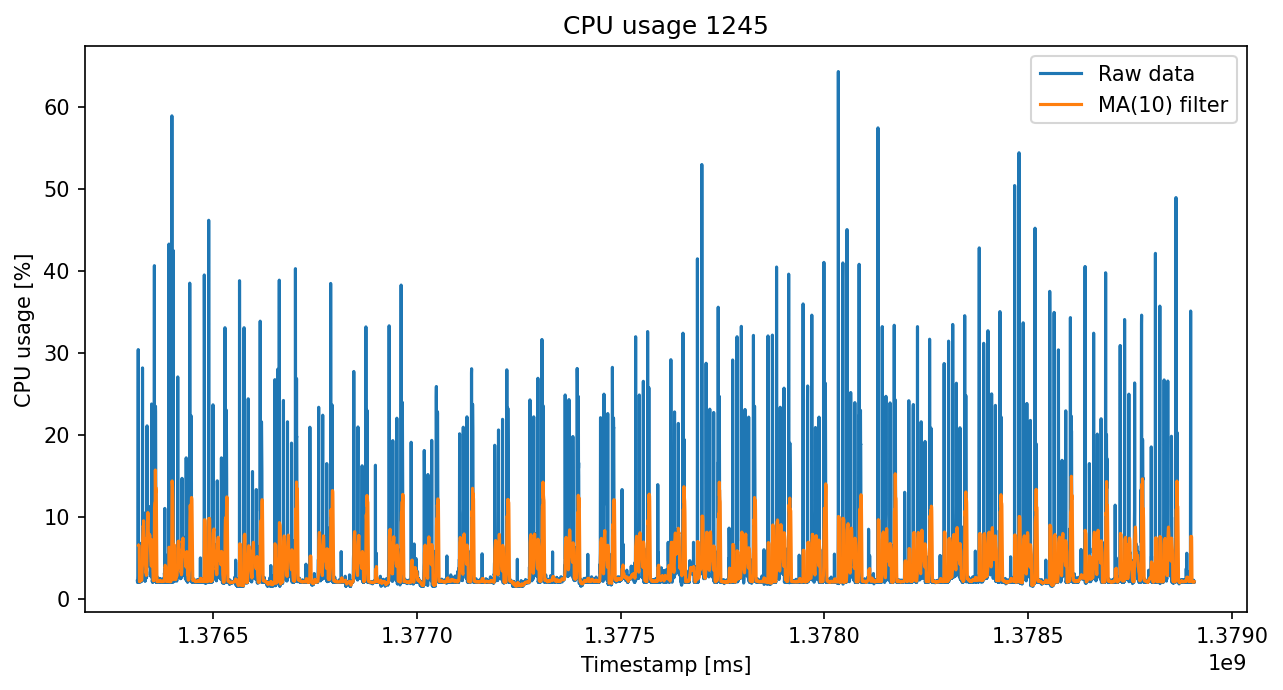 CPU usage 1245
Raw data
MA(10) filter
CPU usage [%]
60
50
40
30
20
10
0
1.3765
1.3770
1.3775
1.3780
1.3785
1.3790
1e9
Timestamp [ms]